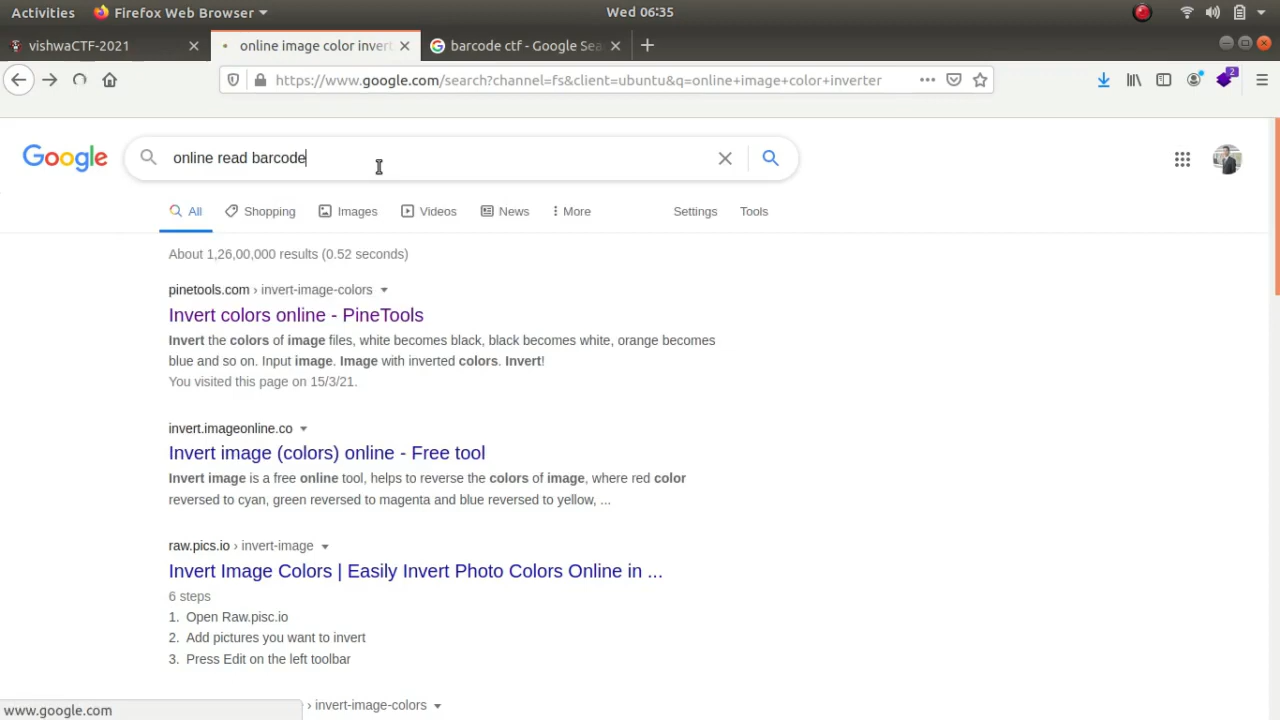 Activities Firefox Web Browser Wed 06:35
vishwaCTF-2021 online image color invert barcode ctf - Google Sea
https://www.google.com/search?channel=fs&client=ubuntu&q=online+image+color+inverter
2
Google online read barcode
All Shopping Images Videos News More Settings Tools
About 1,26,00,000 results (0.52 seconds)
pinetools.com › invert-image-colors
Invert colors online - PineTools
Invert the colors of image files, white becomes black, black becomes white, orange becomes
blue and so on. Input image. Image with inverted colors. Invert!
You visited this page on 15/3/21.
invert.imageonline.co
Invert image (colors) online - Free tool
Invert image is a free online tool, helps to reverse the colors of image, where red color
reversed to cyan, green reversed to magenta and blue reversed to yellow, ...
raw.pics.io › invert-image
Invert Image Colors | Easily Invert Photo Colors Online in ...
6 steps
1. Open Raw.pisc.io
2. Add pictures you want to invert
3. Press Edit on the left toolbar
› invert-image-colors
www.google.com